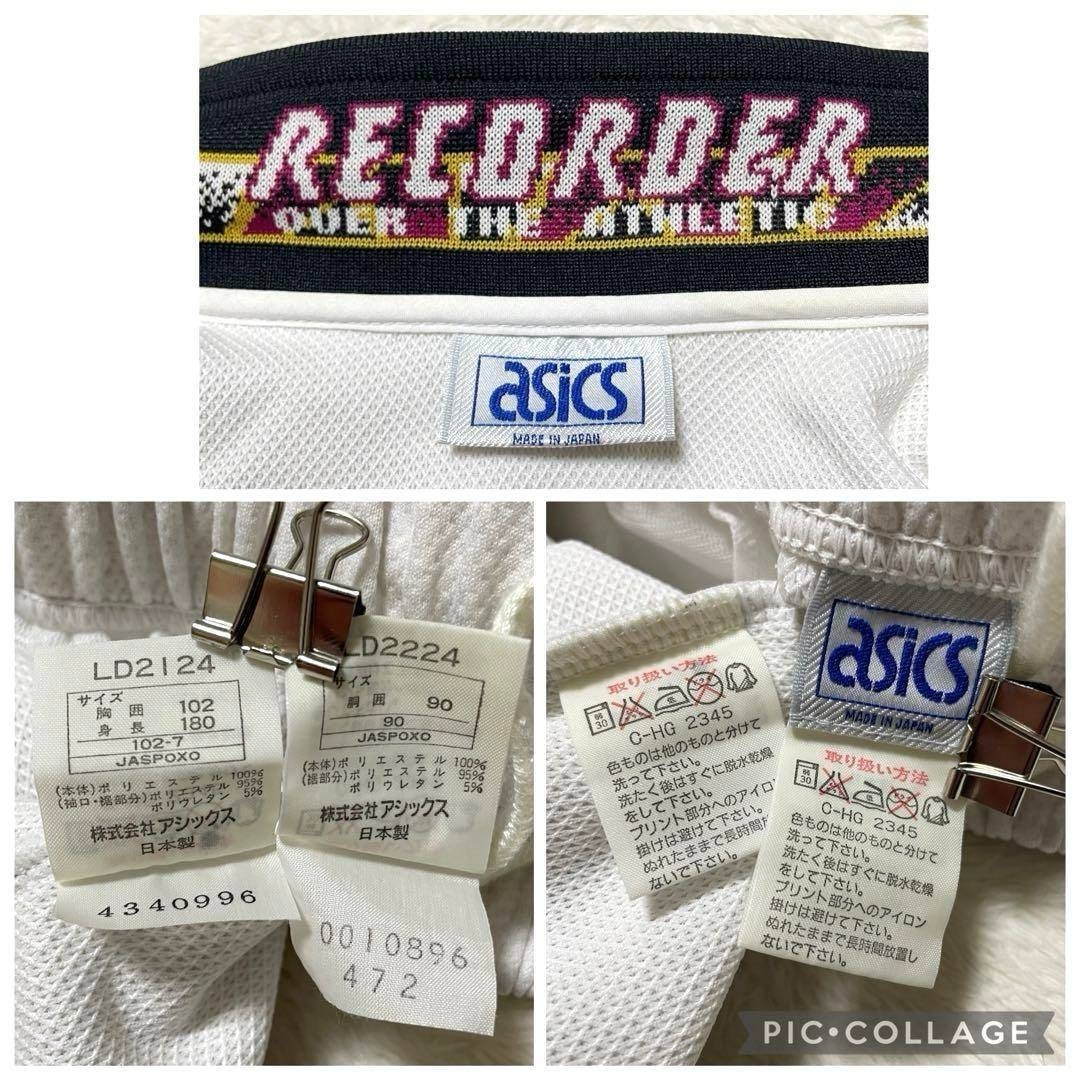 RECORDER
OVER THE ATHLETIC
asics
MADE IN JAPAN
LD2124
サイズ
胸囲 102
身長 180
102-7
JASPOXO
(本体)ポリエステル 100%
(袖口・裾部分)ポリエステル 95%
ポリウレタン 5%
株式会社アシックス
日本製
4340996
LD2224
サイズ
胴囲 90
90
JASPOXO
(本体)ポリエステル 100%
(裾部分)ポリエステル 95%
ポリウレタン 5%
株式会社アシックス
日本製
0010896
472
取り扱い方法
弱
30
低
C-HG 2345
色ものは他のものと分けて
洗って下さい。
洗たく後はすぐに脱水乾燥
をして下さい。
プリント部分へのアイロン
掛けは避けて下さい。
ぬれたままで長時間放置
ないで下さい。
asics
MADE IN JAPAN
取り扱い方法
弱
30
低
C-HG 2345
色ものは他のものと分けて
洗って下さい。
洗たく後はすぐに脱水乾燥
をして下さい。
プリント部分へのアイロン
掛けは避けて下さい。
ぬれたままで長時間放置し
ないで下さい。
PIC•COLLAGE